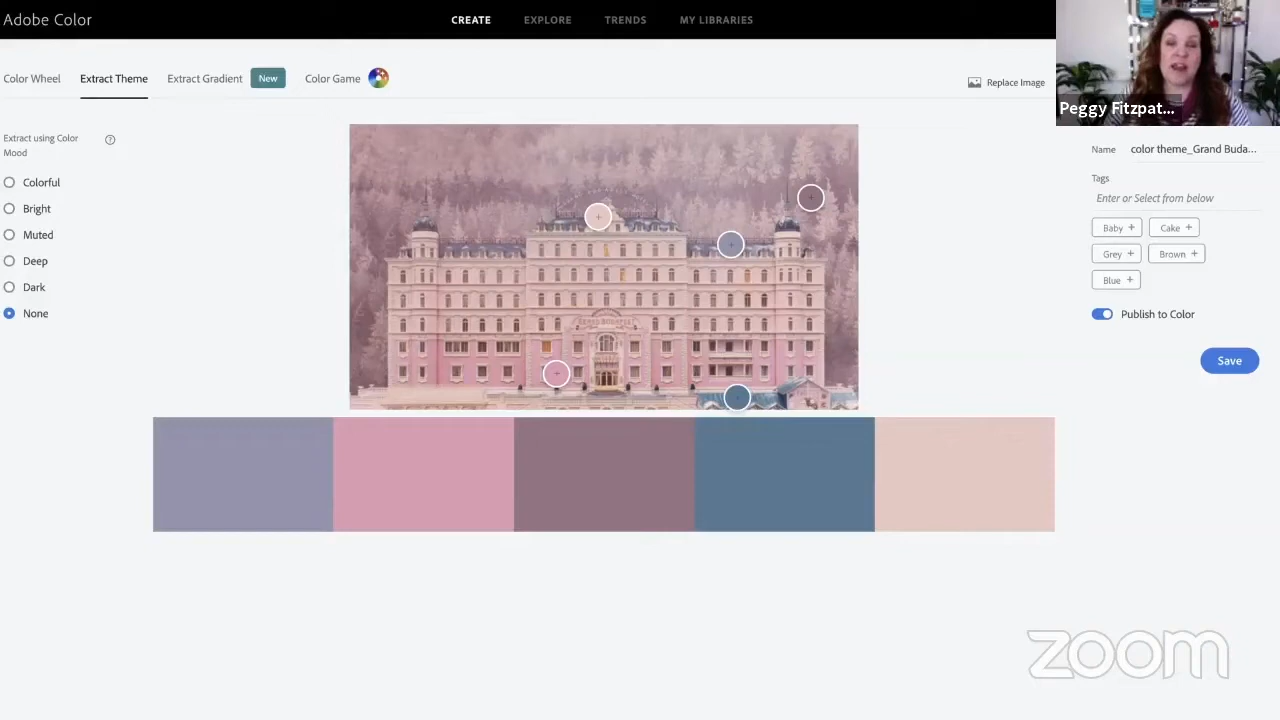 Adobe Color
CREATE
EXPLORE
TRENDS
MY LIBRARIES
Peggy Fitzpat...
Color Wheel
Extract Theme
Extract Gradient
New
Color Game
Replace Image
Extract using Color
Mood
?
Colorful
Bright
Muted
Deep
Dark
None
Name
color theme_Grand Buda...
Tags
Enter or Select from below
Baby +
Cake +
Grey +
Brown +
Blue +
Publish to Color
Save
zoom